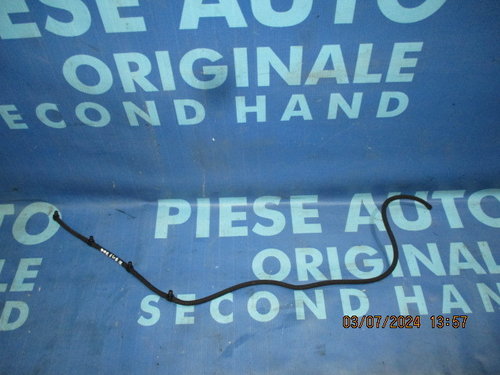 PIESE AUTO
ORIGINALE
SECOND HAND
PIESE AUTO
ORIGINALE
SECOND HAND
03/07/2024 13:57